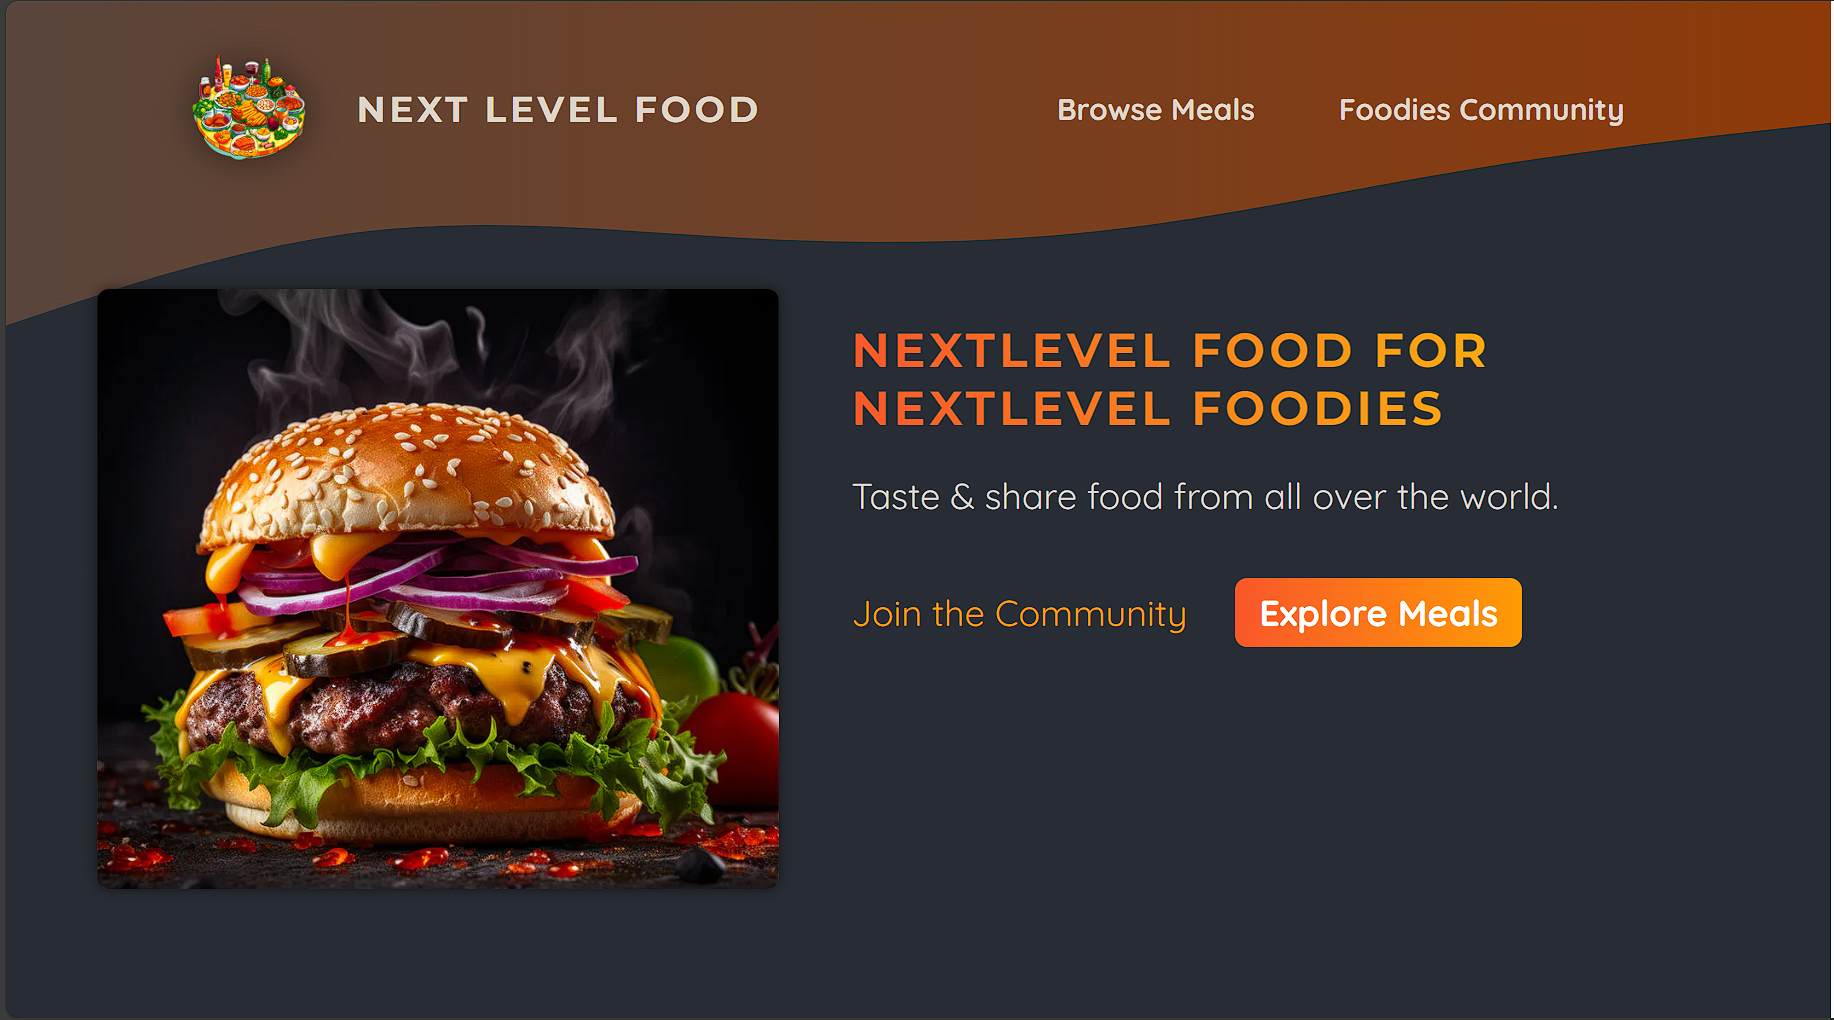 NEXT LEVEL FOOD
Browse Meals
Foodies Community
NEXTLEVEL FOOD FOR
NEXTLEVEL FOODIES
Taste & share food from all over the world.
Join the Community
Explore Meals